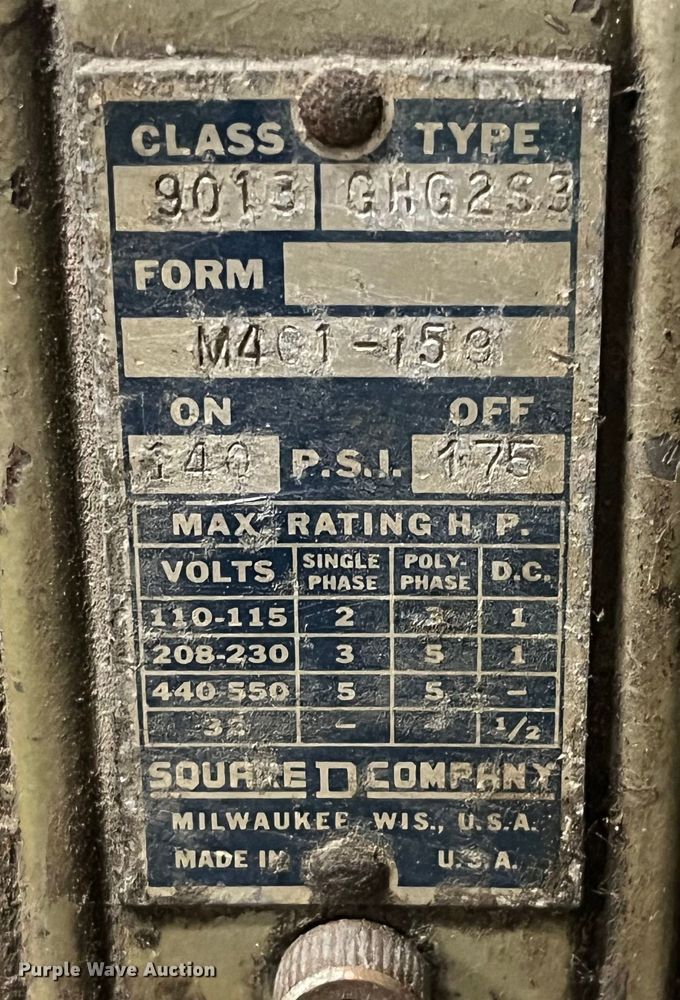 CLASS TYPE
9013 GHG2S3
FORM
ON OFF
140 P.S.I. 175
MAX. RATING H. P.
VOLTS SINGLE PHASE POLY-PHASE D.C.
110-115 2 1
208-230 3 5 1
440-550 5 5 -
32 - - 1/2
SQUARE D COMPANY
MILWAUKEE WIS., U.S.A.
MADE IN U.S.A.
Purple Wave Auction